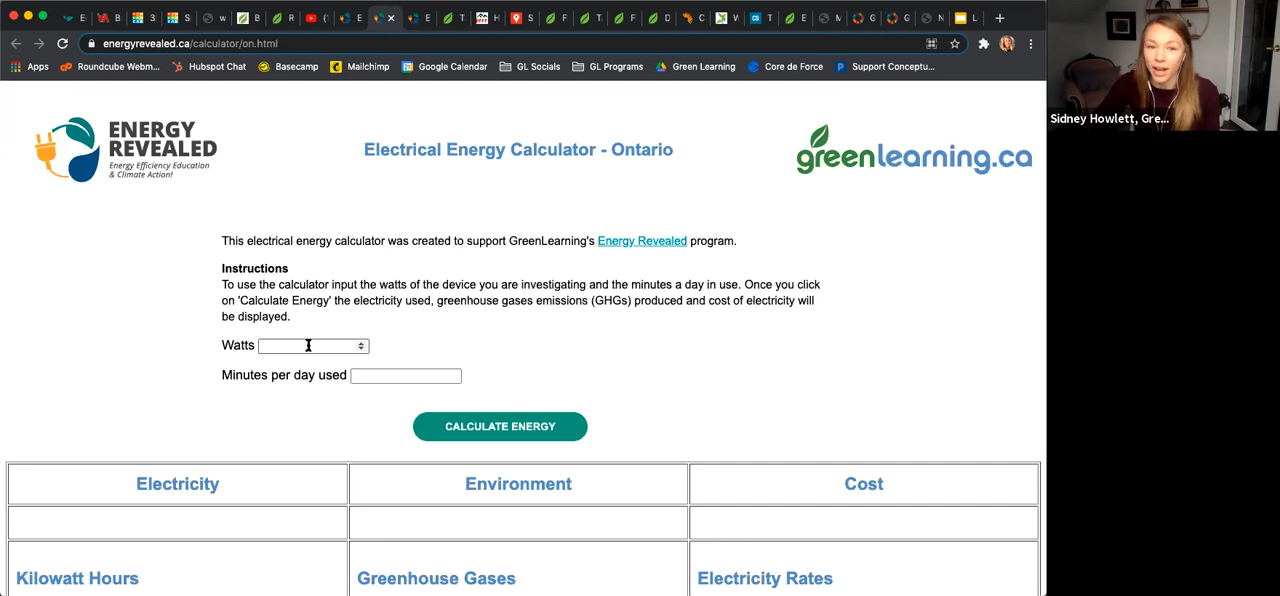 energyrevealed.ca/calculator/on.html
Apps Roundcube Webm... Hubspot Chat Basecamp Mailchimp Google Calendar GL Socials GL Programs Green Learning Core de Force Support Conceptu...
Sidney Howlett, Gre...
ENERGY
REVEALED
Energy Efficiency Education
& Climate Action!
Electrical Energy Calculator - Ontario
greenlearning.ca
This electrical energy calculator was created to support GreenLearning's Energy Revealed program.
Instructions
To use the calculator input the watts of the device you are investigating and the minutes a day in use. Once you click
on 'Calculate Energy' the electricity used, greenhouse gases emissions (GHGs) produced and cost of electricity will
be displayed.
Watts
Minutes per day used
CALCULATE ENERGY
Electricity Environment Cost
Kilowatt Hours Greenhouse Gases Electricity Rates